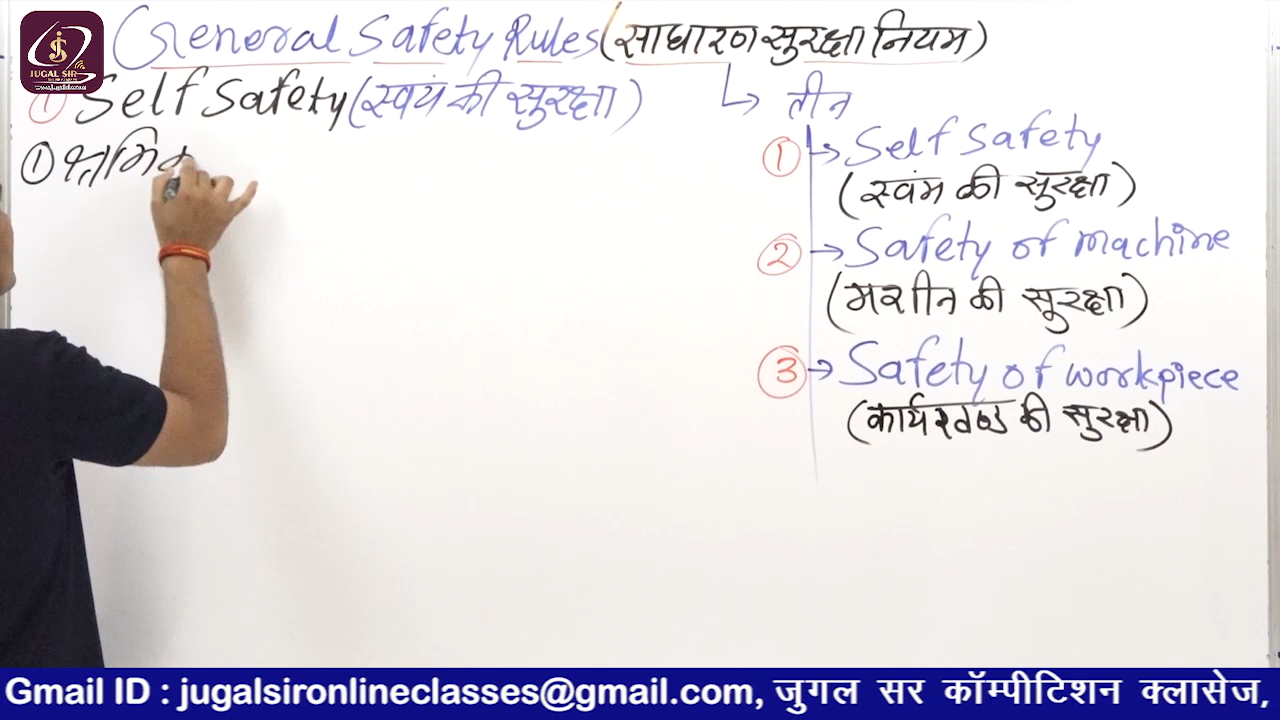 General Safety Rules (साधारण सुरक्षा नियम)
① Self Safety (स्वयं की सुरक्षा)
① श्रमिक
तीन
① Self Safety
(स्वंम की सुरक्षा)
② Safety of machine
(मशीन की सुरक्षा)
③ Safety of workpiece
(कार्यखण्ड की सुरक्षा)
JUGAL SIR
Gmail ID : jugalsironlineclasses@gmail.com, जुगल सर कॉम्पीटिशन क्लासेज,